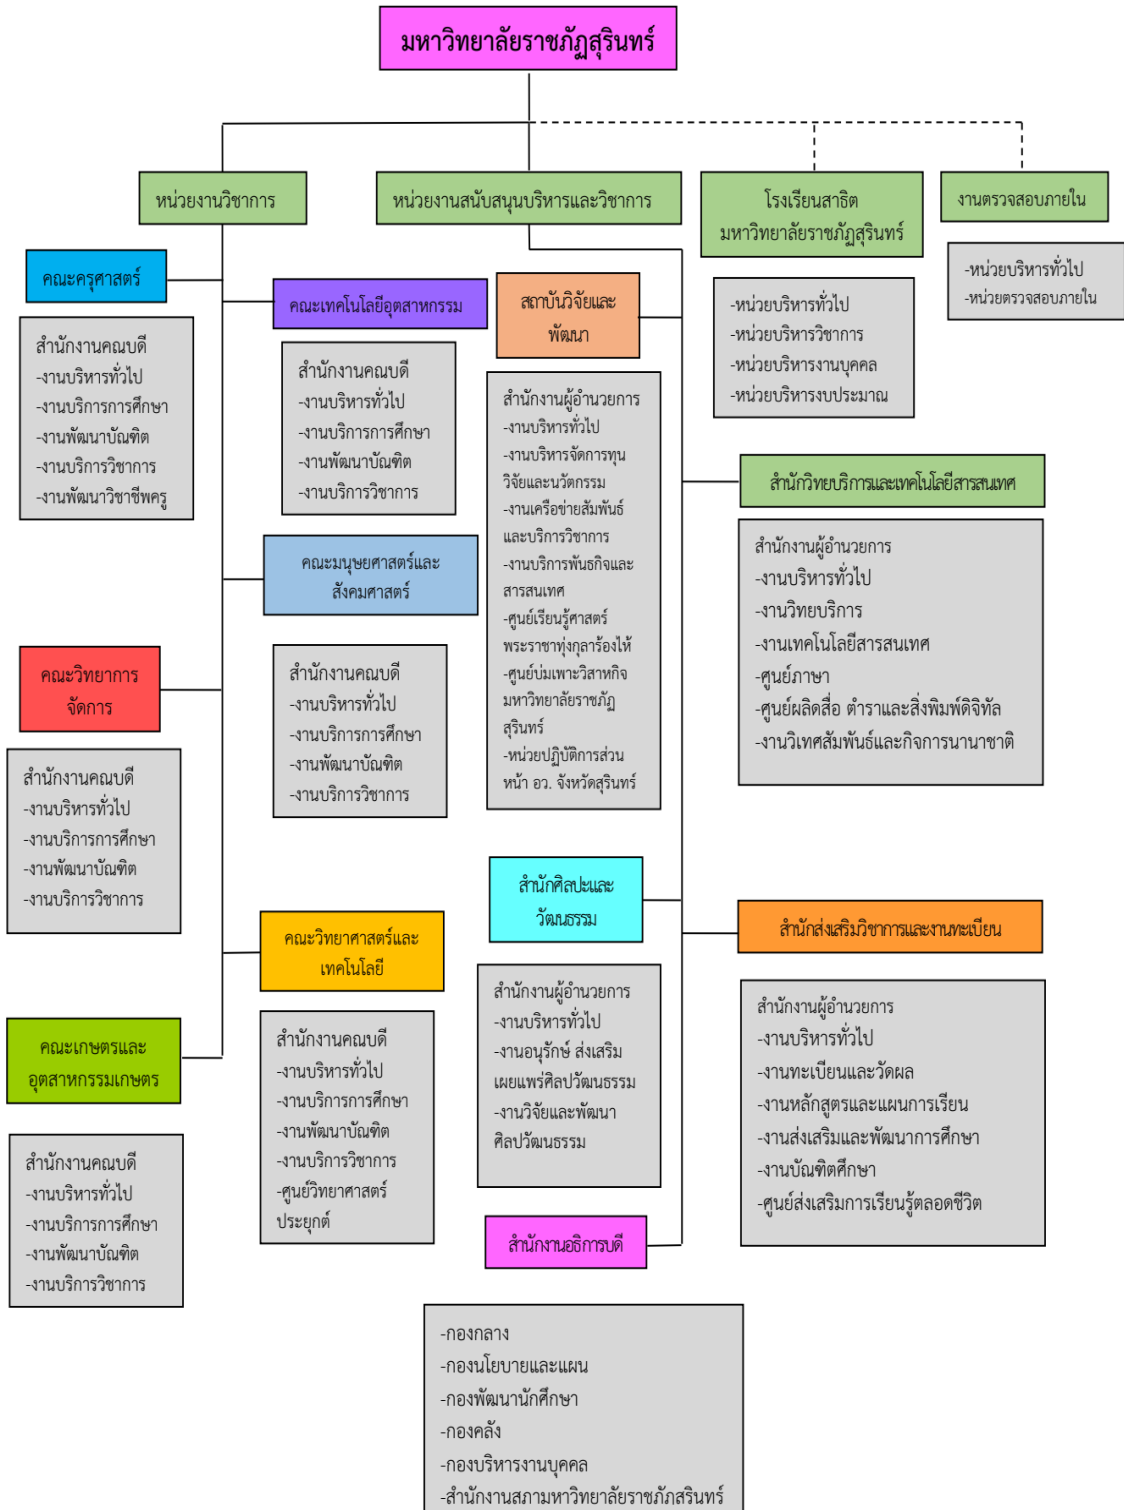 มหาวิทยาลัยราชภัฏสุรินทร์
หน่วยงานวิชาการ
หน่วยงานสนับสนุนบริหารและวิชาการ
โรงเรียนสาธิต
มหาวิทยาลัยราชภัฏสุรินทร์
งานตรวจสอบภายใน
-หน่วยบริหารทั่วไป
-หน่วยตรวจสอบภายใน
-หน่วยบริหารทั่วไป
-หน่วยบริหารวิชาการ
-หน่วยบริหารงานบุคคล
-หน่วยบริหารงบประมาณ
คณะครุศาสตร์
สำนักงานคณบดี
-งานบริหารทั่วไป
-งานบริการการศึกษา
-งานพัฒนาบัณฑิต
-งานบริการวิชาการ
-งานพัฒนาวิชาชีพครู
คณะเทคโนโลยีอุตสาหกรรม
สำนักงานคณบดี
-งานบริหารทั่วไป
-งานบริการการศึกษา
-งานพัฒนาบัณฑิต
-งานบริการวิชาการ
คณะมนุษยศาสตร์และ
สังคมศาสตร์
สำนักงานคณบดี
-งานบริหารทั่วไป
-งานบริการการศึกษา
-งานพัฒนาบัณฑิต
-งานบริการวิชาการ
คณะวิทยาการ
จัดการ
สำนักงานคณบดี
-งานบริหารทั่วไป
-งานบริการการศึกษา
-งานพัฒนาบัณฑิต
-งานบริการวิชาการ
คณะวิทยาศาสตร์และ
เทคโนโลยี
สำนักงานคณบดี
-งานบริหารทั่วไป
-งานบริการการศึกษา
-งานพัฒนาบัณฑิต
-งานบริการวิชาการ
-ศูนย์วิทยาศาสตร์
ประยุกต์
คณะเกษตรและ
อุตสาหกรรมเกษตร
สำนักงานคณบดี
-งานบริหารทั่วไป
-งานบริการการศึกษา
-งานพัฒนาบัณฑิต
-งานบริการวิชาการ
สถาบันวิจัยและ
พัฒนา
สำนักงานผู้อำนวยการ
-งานบริหารทั่วไป
-งานบริหารจัดการทุน
วิจัยและนวัตกรรม
-งานเครือข่ายสัมพันธ์
และบริการวิชาการ
-งานบริการพันธกิจและ
สารสนเทศ
-ศูนย์เรียนรู้ศาสตร์
พระราชาทุ่งกุลาร้องไห้
-ศูนย์บ่มเพาะวิสาหกิจ
มหาวิทยาลัยราชภัฏ
สุรินทร์
-หน่วยปฏิบัติการส่วน
หน้า อว. จังหวัดสุรินทร์
สำนักวิทยบริการและเทคโนโลยีสารสนเทศ
สำนักงานผู้อำนวยการ
-งานบริหารทั่วไป
-งานวิทยบริการ
-งานเทคโนโลยีสารสนเทศ
-ศูนย์ภาษา
-ศูนย์ผลิตสื่อ ตำราและสิ่งพิมพ์ดิจิทัล
-งานวิเทศสัมพันธ์และกิจการนานาชาติ
สำนักศิลปะและ
วัฒนธรรม
สำนักงานผู้อำนวยการ
-งานบริหารทั่วไป
-งานอนุรักษ์ ส่งเสริม
เผยแพร่ศิลปวัฒนธรรม
-งานวิจัยและพัฒนา
ศิลปวัฒนธรรม
สำนักส่งเสริมวิชาการและงานทะเบียน
สำนักงานผู้อำนวยการ
-งานบริหารทั่วไป
-งานทะเบียนและวัดผล
-งานหลักสูตรและแผนการเรียน
-งานส่งเสริมและพัฒนาการศึกษา
-งานบัณฑิตศึกษา
-ศูนย์ส่งเสริมการเรียนรู้ตลอดชีวิต
สำนักงานอธิการบดี
-กองกลาง
-กองนโยบายและแผน
-กองพัฒนานักศึกษา
-กองคลัง
-กองบริหารงานบุคคล
-สำนักงานสภามหาวิทยาลัยราชภัฏสุรินทร์